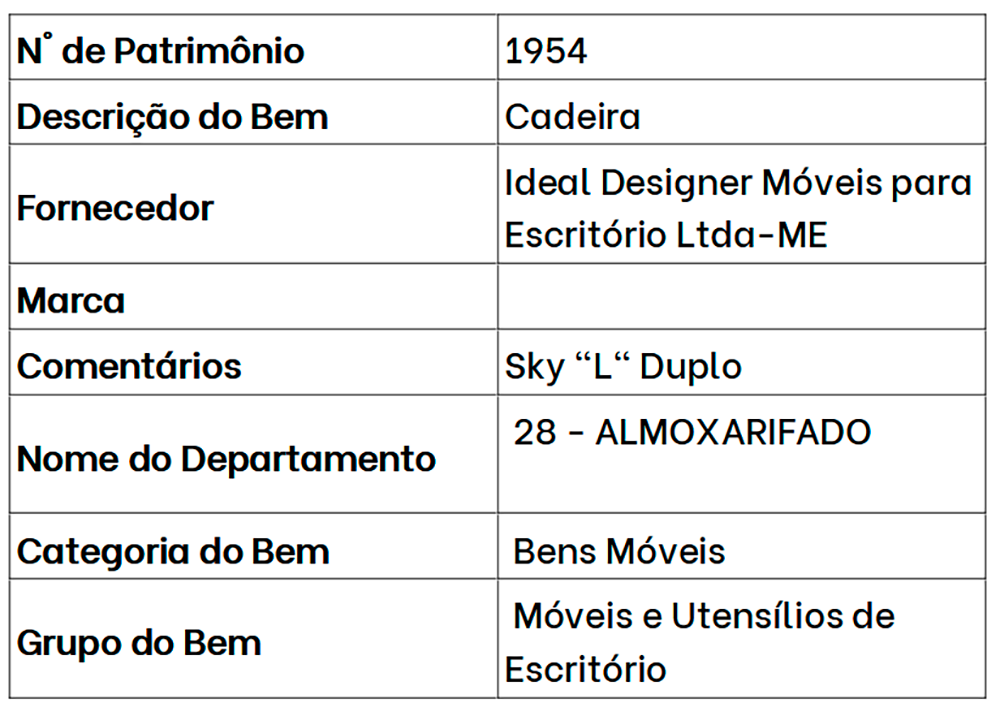 N° de Patrimônio 1954
Descrição do Bem Cadeira
Fornecedor Ideal Designer Móveis para
Escritório Ltda-ME
Marca
Comentários Sky “L“ Duplo
Nome do Departamento 28 - ALMOXARIFADO
Categoria do Bem Bens Móveis
Grupo do Bem Móveis e Utensílios de
Escritório